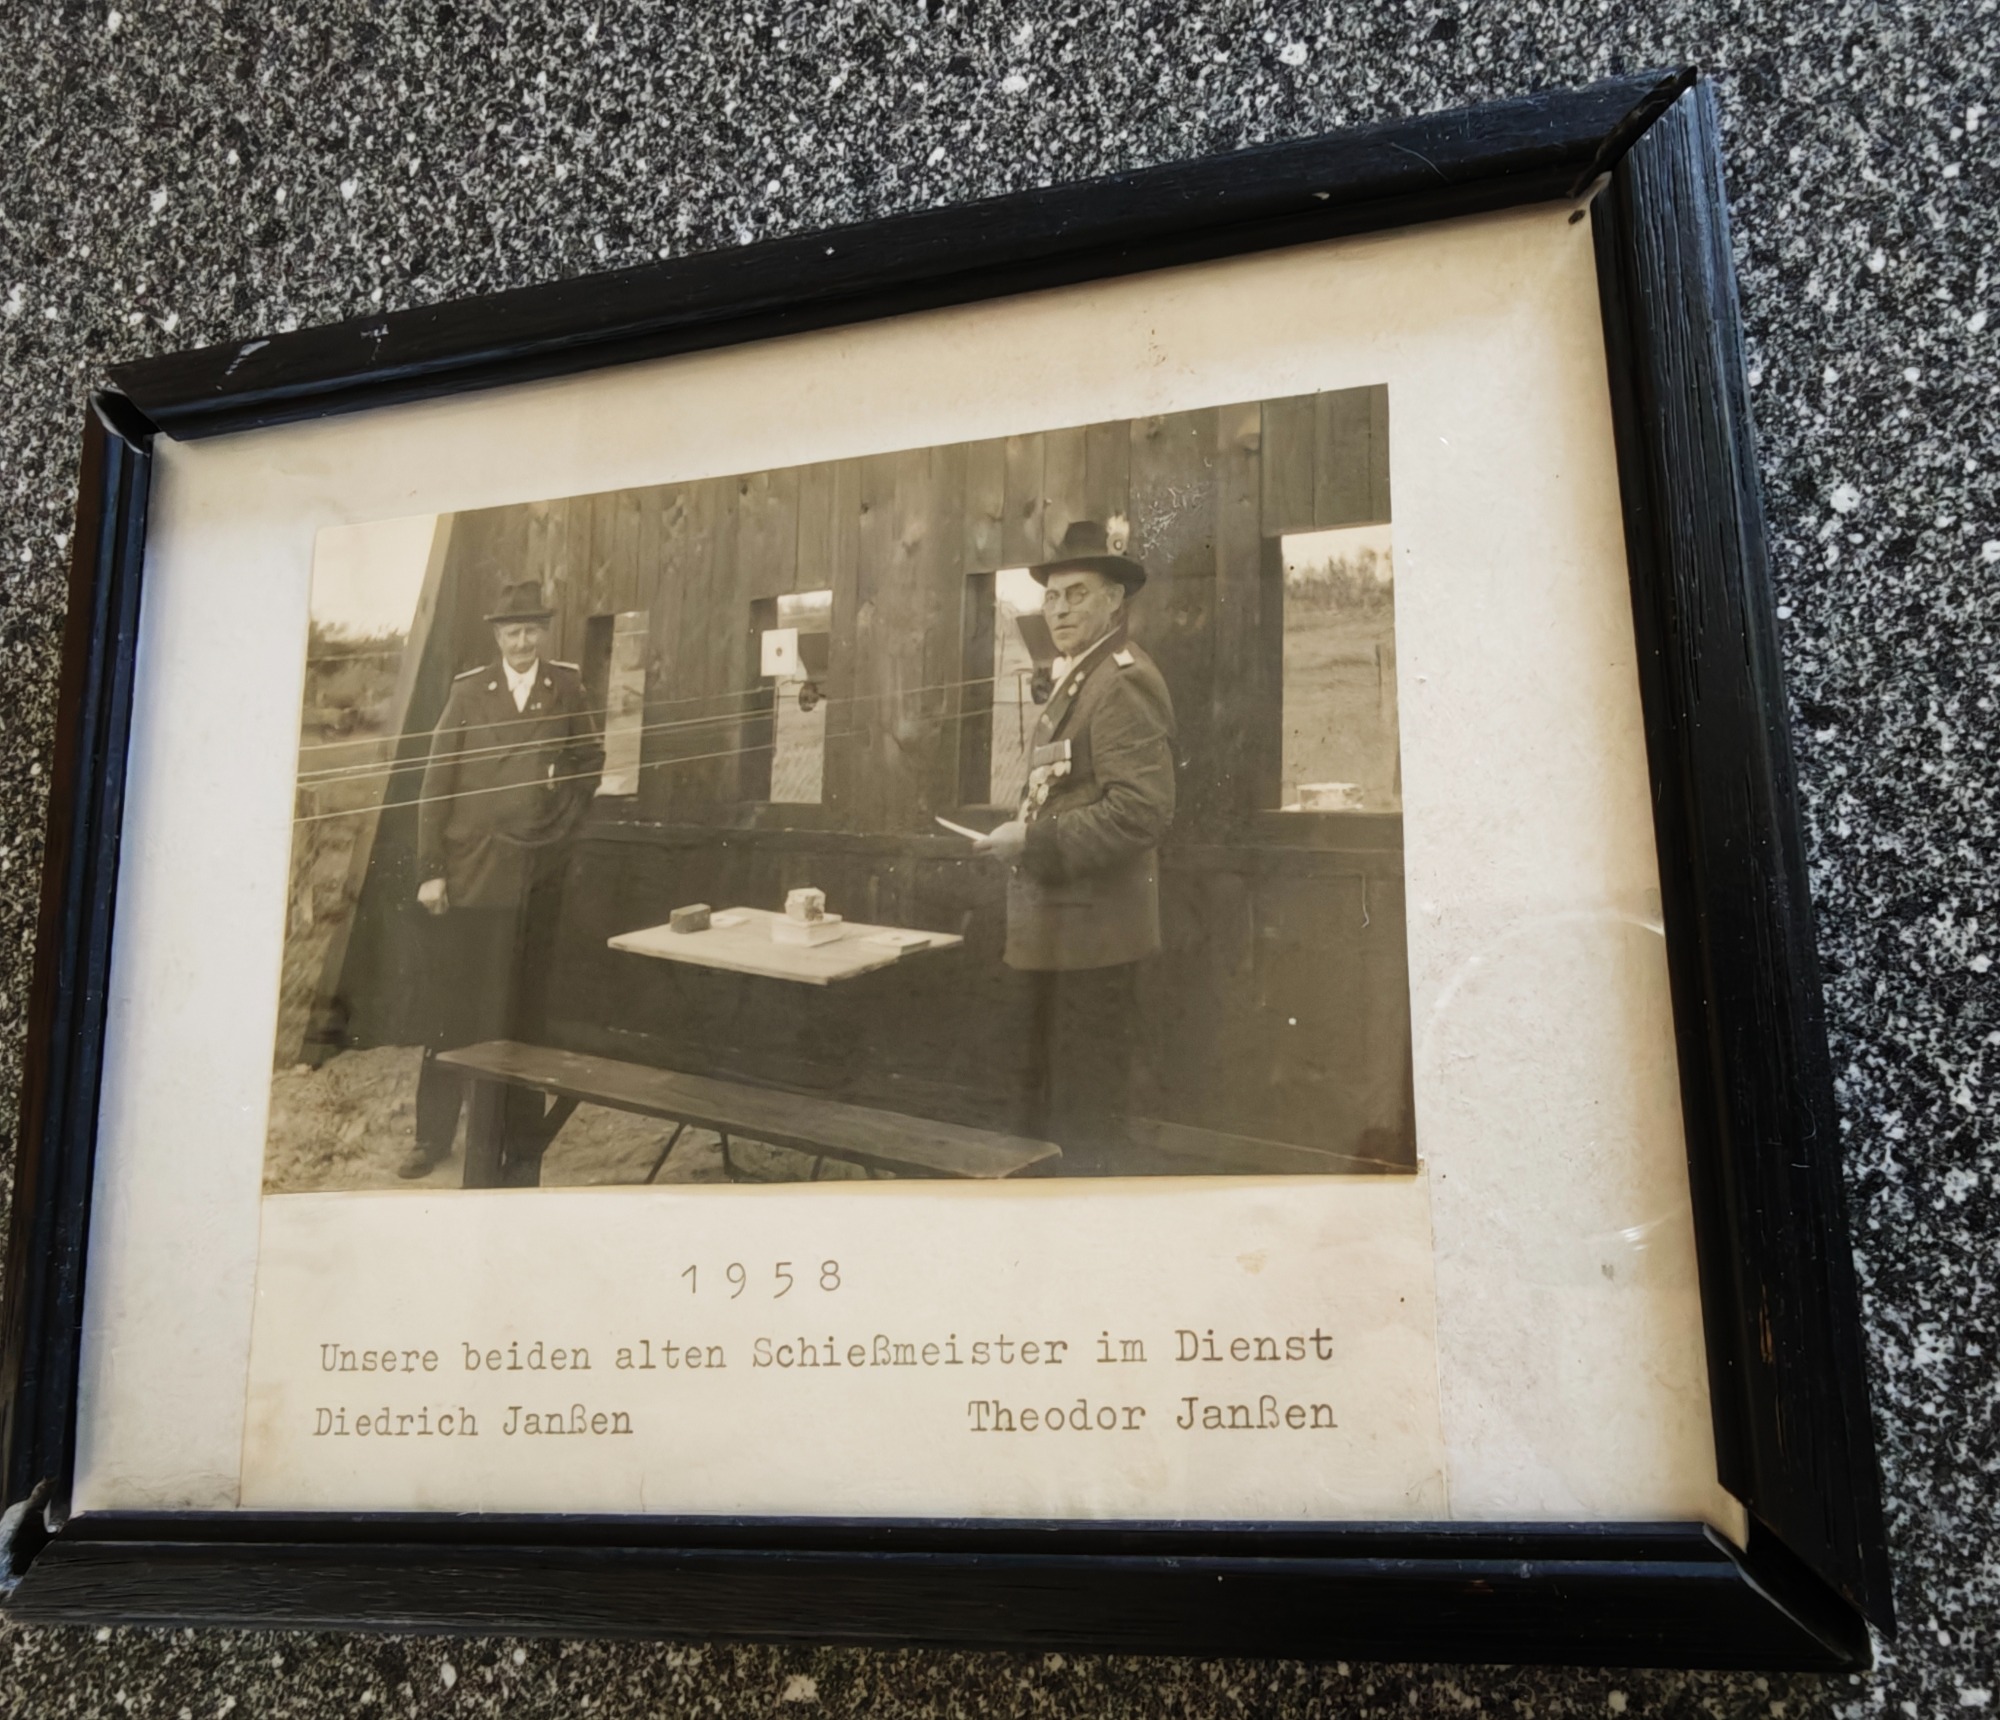 1958
Unsere beiden alten Schießmeister im Dienst
Diedrich Janßen Theodor Janßen